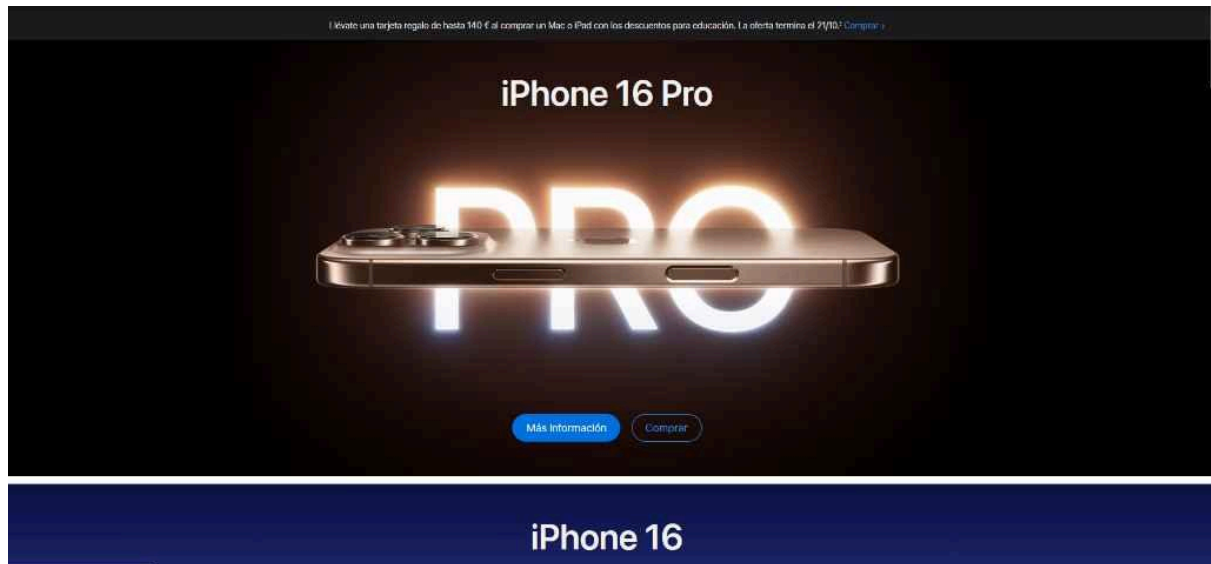 Llévate una tarjeta regalo de hasta 140 € al comprar un Mac o iPad con los descuentos para educación. La oferta termina el 21/10.¹ Comprar >
iPhone 16 Pro
PRO
Más información
Comprar
iPhone 16